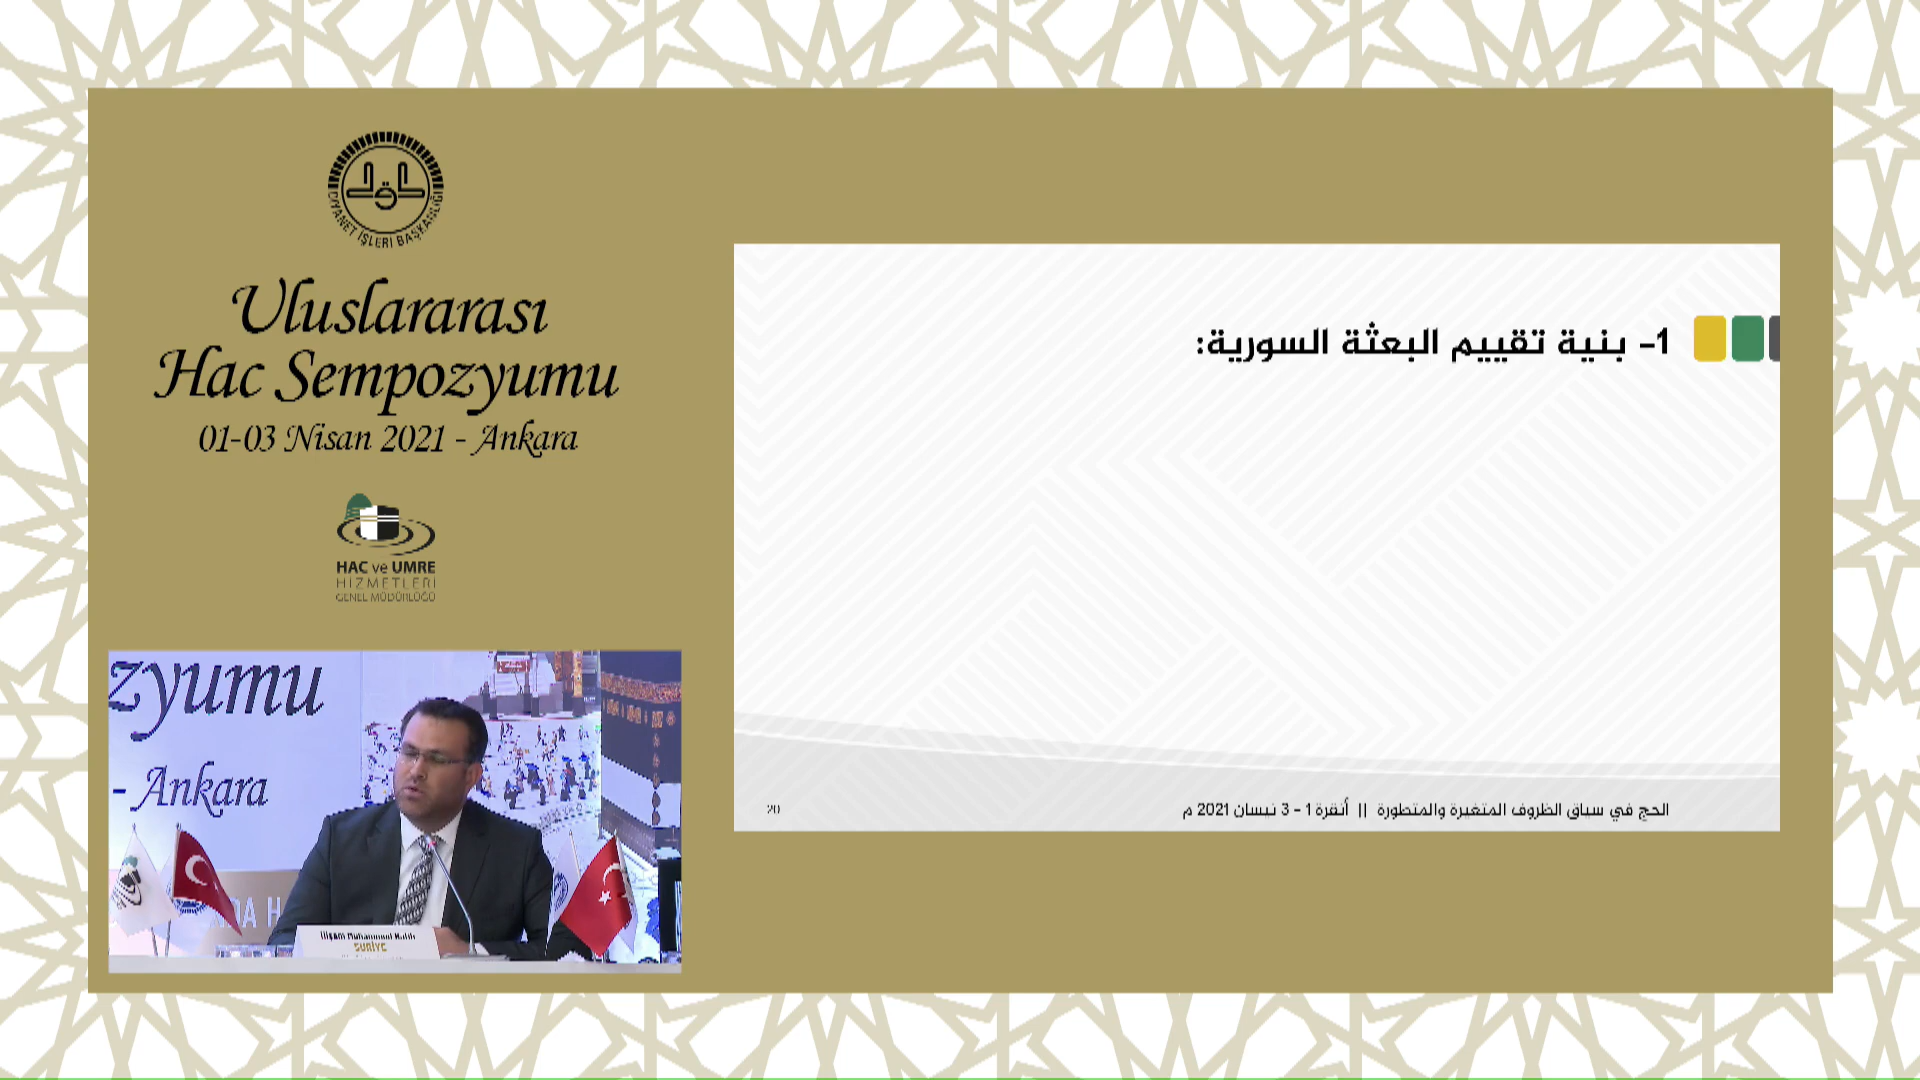 DİYANET İŞLERİ BAŞKANLIĞI
Uluslararası
Hac Sempozyumu
01-03 Nisan 2021 - Ankara
HAC ve UMRE
HİZMETLERİ
GENEL MÜDÜRLÜĞÜ
1- بنية تقييم البعثة السورية:
20
الحج في سياق الظروف المتغيرة والمتطورة || أنقرة 1 - 3 نيسان 2021 م
zyumu
- Ankara
DA H
SURİYE